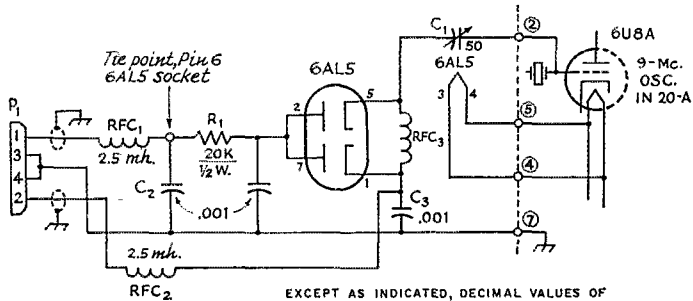 Tie point, Pin 6
6AL5 socket
P1
1
3
4
2
RFC1
2.5 mh.
R1
20K
1/2 W.
C2
.001
6AL5
2
7
5
1
RFC3
C3
.001
C1
50
6AL5
3 4
2
5
4
7
6U8A
9-Mc.
OSC.
IN 20-A
2.5 mh.
RFC2
EXCEPT AS INDICATED, DECIMAL VALUES OF